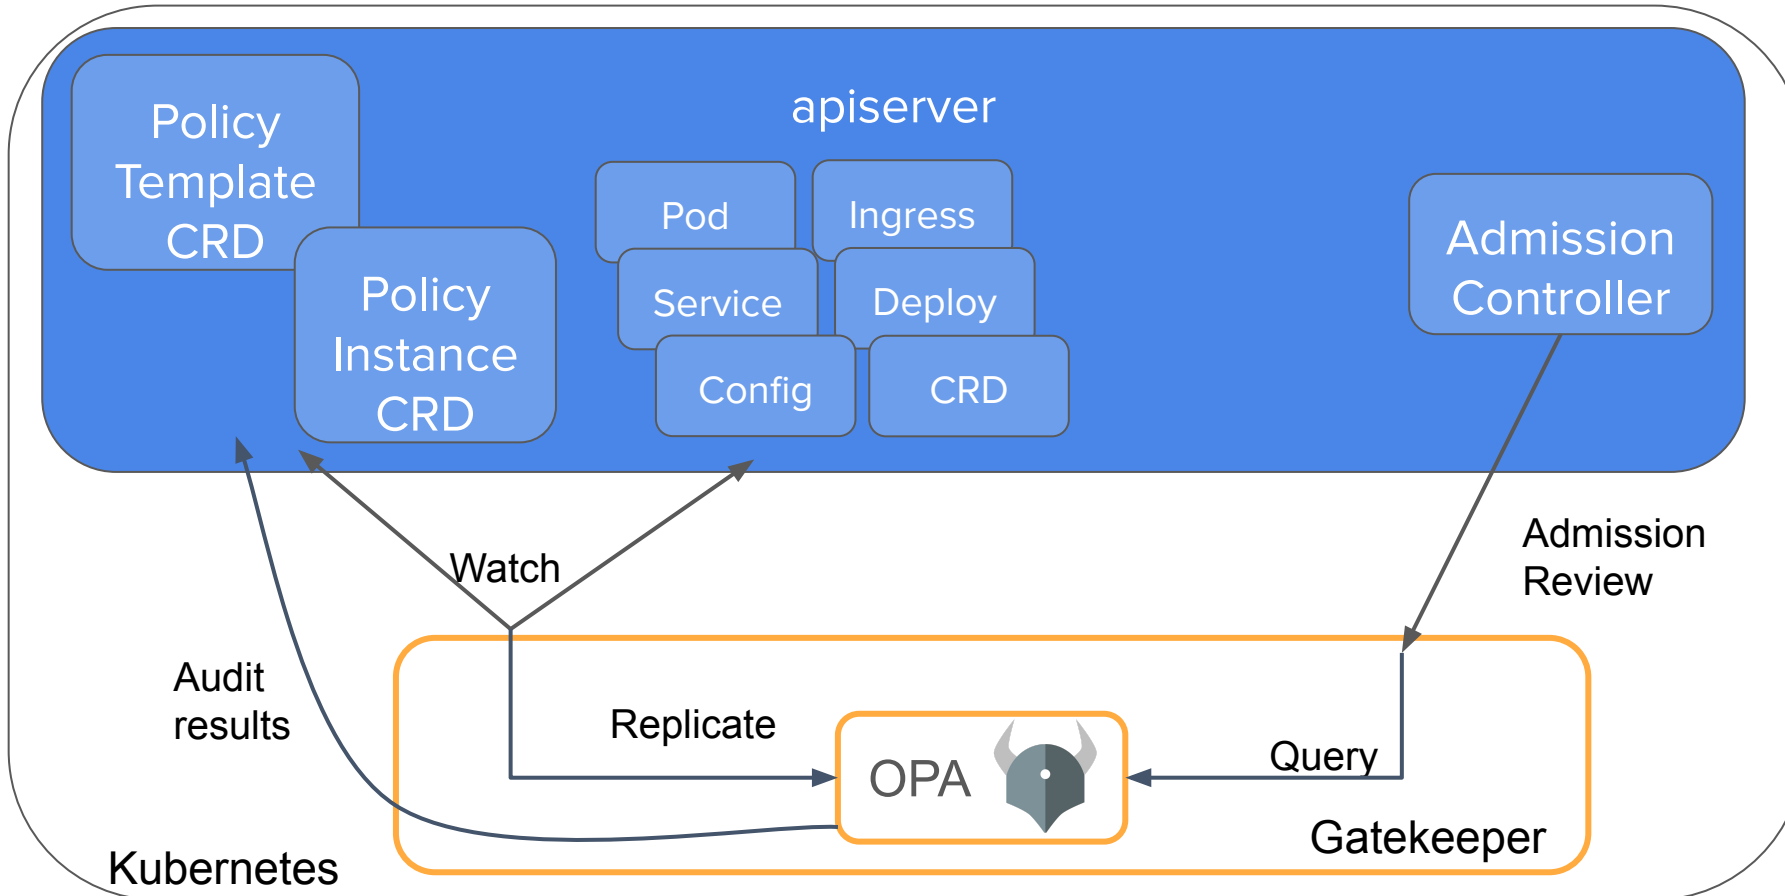 Policy
Template
CRD
Policy
Instance
CRD
apiserver
Pod
Ingress
Service
Deploy
Config
CRD
Admission
Controller
Watch
Admission
Review
Audit
results
Replicate
OPA
Query
Gatekeeper
Kubernetes